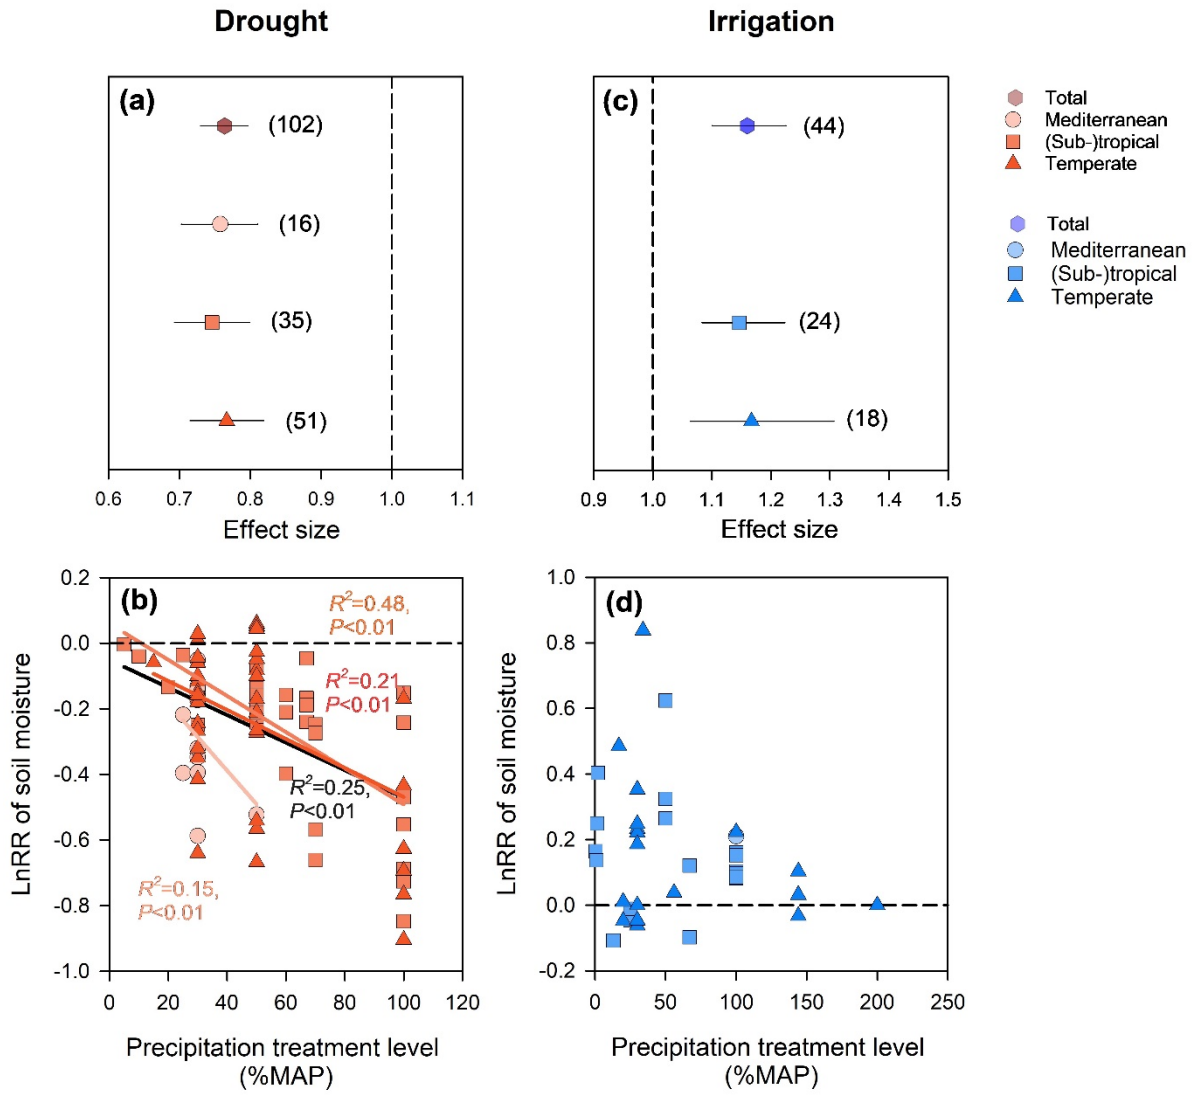 Drought
Irrigation
(a)
(102)
(16)
(35)
(51)
0.6 0.7 0.8 0.9 1.0 1.1
Effect size
(c)
(44)
(24)
(18)
0.9 1.0 1.1 1.2 1.3 1.4 1.5
Effect size
Total
Mediterranean
(Sub-)tropical
Temperate
Total
Mediterranean
(Sub-)tropical
Temperate
(b)
LnRR of soil moisture
0.2
0.0
-0.2
-0.4
-0.6
-0.8
-1.0
R²=0.48,
P<0.01
R²=0.21,
P<0.01
R²=0.25,
P<0.01
R²=0.15,
P<0.01
0 20 40 60 80 100 120
Precipitation treatment level
(%MAP)
(d)
LnRR of soil moisture
1.0
0.8
0.6
0.4
0.2
0.0
-0.2
0 50 100 150 200 250
Precipitation treatment level
(%MAP)